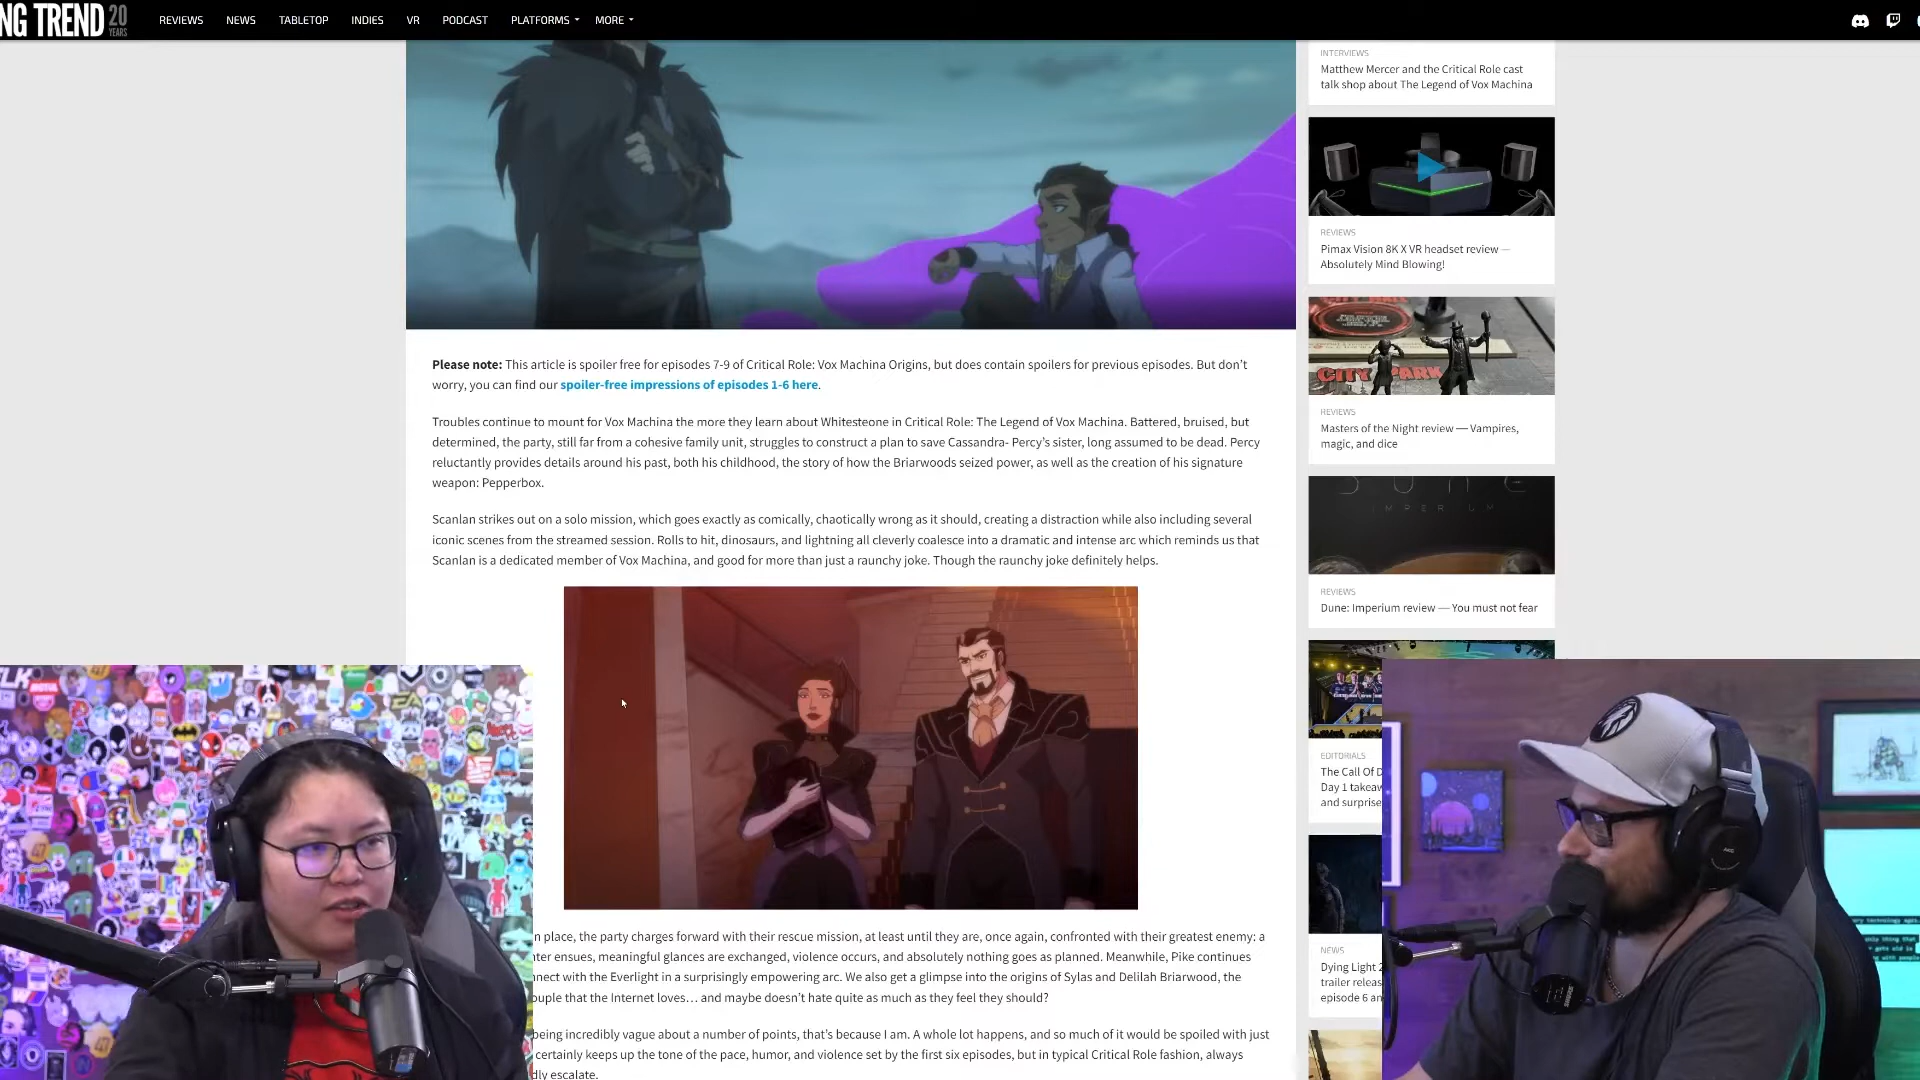 NG TREND 20 YEARS
REVIEWS NEWS TABLETOP INDIES VR PODCAST PLATFORMS MORE
INTERVIEWS
Matthew Mercer and the Critical Role cast
talk shop about The Legend of Vox Machina
REVIEWS
Pimax Vision 8K X VR headset review —
Absolutely Mind Blowing!
CITY PARK
REVIEWS
Masters of the Night review — Vampires,
magic, and dice
DUNE
IMPERIUM
REVIEWS
Dune: Imperium review — You must not fear
EDITORIALS
The Call Of D
Day 1 takeaw
and surprise
NEWS
Dying Light 2
trailer releas
episode 6 an
Please note: This article is spoiler free for episodes 7-9 of Critical Role: Vox Machina Origins, but does contain spoilers for previous episodes. But don’t
worry, you can find our spoiler-free impressions of episodes 1-6 here.
Troubles continue to mount for Vox Machina the more they learn about Whitesteone in Critical Role: The Legend of Vox Machina. Battered, bruised, but
determined, the party, still far from a cohesive family unit, struggles to construct a plan to save Cassandra- Percy’s sister, long assumed to be dead. Percy
reluctantly provides details around his past, both his childhood, the story of how the Briarwoods seized power, as well as the creation of his signature
weapon: Pepperbox.
Scanlan strikes out on a solo mission, which goes exactly as comically, chaotically wrong as it should, creating a distraction while also including several
iconic scenes from the streamed session. Rolls to hit, dinosaurs, and lightning all cleverly coalesce into a dramatic and intense arc which reminds us that
Scanlan is a dedicated member of Vox Machina, and good for more than just a raunchy joke. Though the raunchy joke definitely helps.
n place, the party charges forward with their rescue mission, at least until they are, once again, confronted with their greatest enemy: a
nter ensues, meaningful glances are exchanged, violence occurs, and absolutely nothing goes as planned. Meanwhile, Pike continues
nnect with the Everlight in a surprisingly empowering arc. We also get a glimpse into the origins of Sylas and Delilah Briarwood, the
ouple that the Internet loves… and maybe doesn’t hate quite as much as they feel they should?
being incredibly vague about a number of points, that’s because I am. A whole lot happens, and so much of it would be spoiled with just
certainly keeps up the tone of the pace, humor, and violence set by the first six episodes, but in typical Critical Role fashion, always
dly escalate.